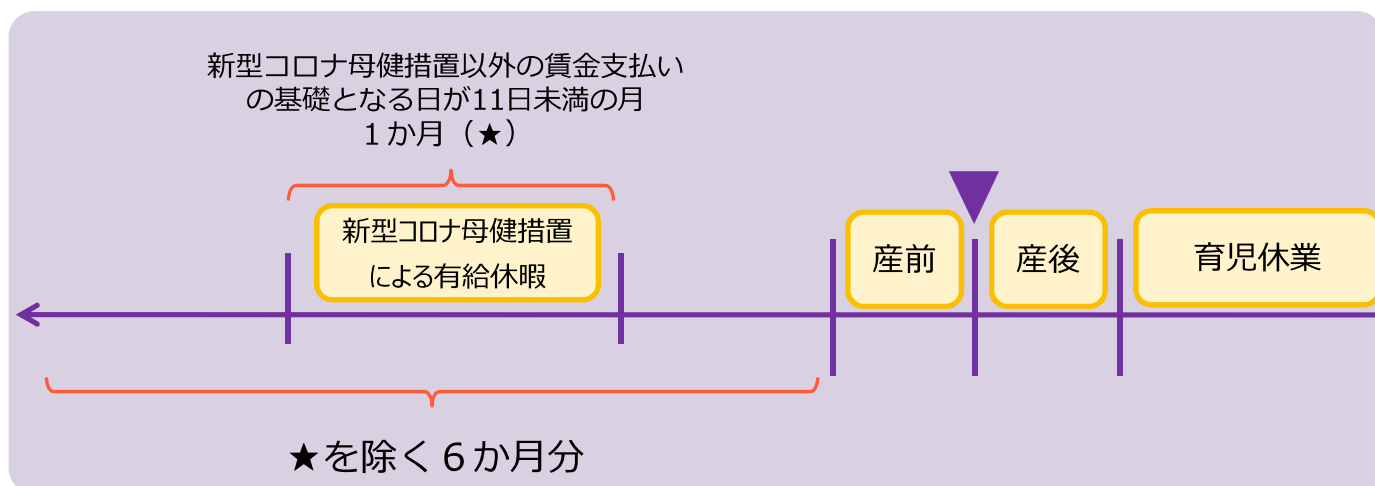 新型コロナ母健措置以外の賃金支払い
の基礎となる日が11日未満の月
１か月（★）
新型コロナ母健措置
による有給休暇
産前
産後
育児休業
★を除く６か月分